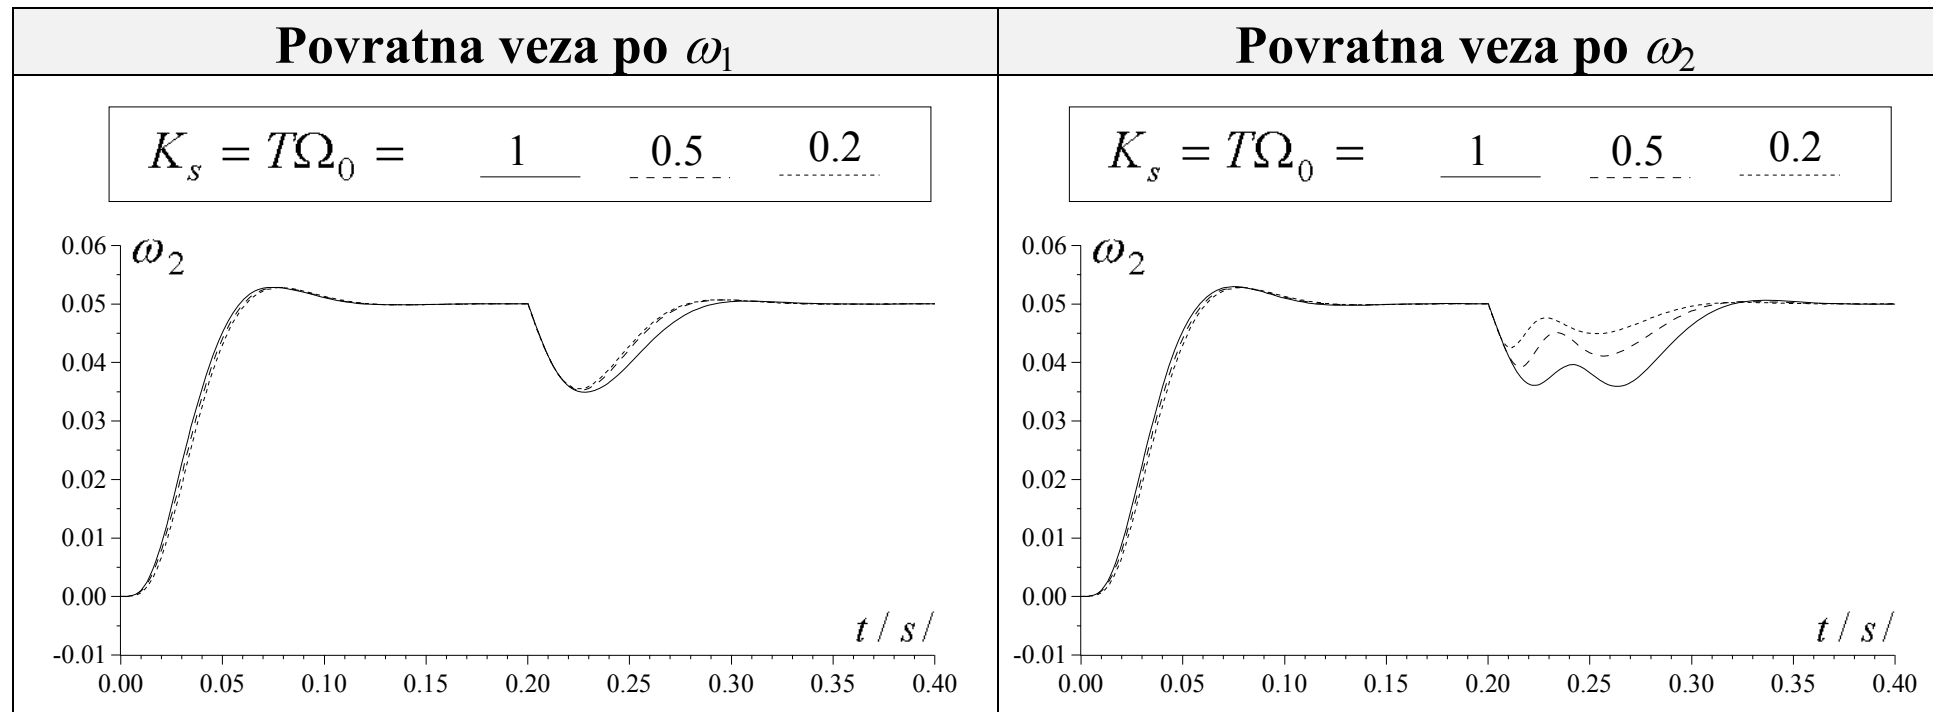 Povratna veza po ω₁
Kₛ = TΩ₀ = 1 0.5 0.2
ω₂
0.06
0.05
0.04
0.03
0.02
0.01
0.00
-0.01
t / s /
0.00 0.05 0.10 0.15 0.20 0.25 0.30 0.35 0.40
Povratna veza po ω₂
Kₛ = TΩ₀ = 1 0.5 0.2
ω₂
0.06
0.05
0.04
0.03
0.02
0.01
0.00
-0.01
t / s /
0.00 0.05 0.10 0.15 0.20 0.25 0.30 0.35 0.40